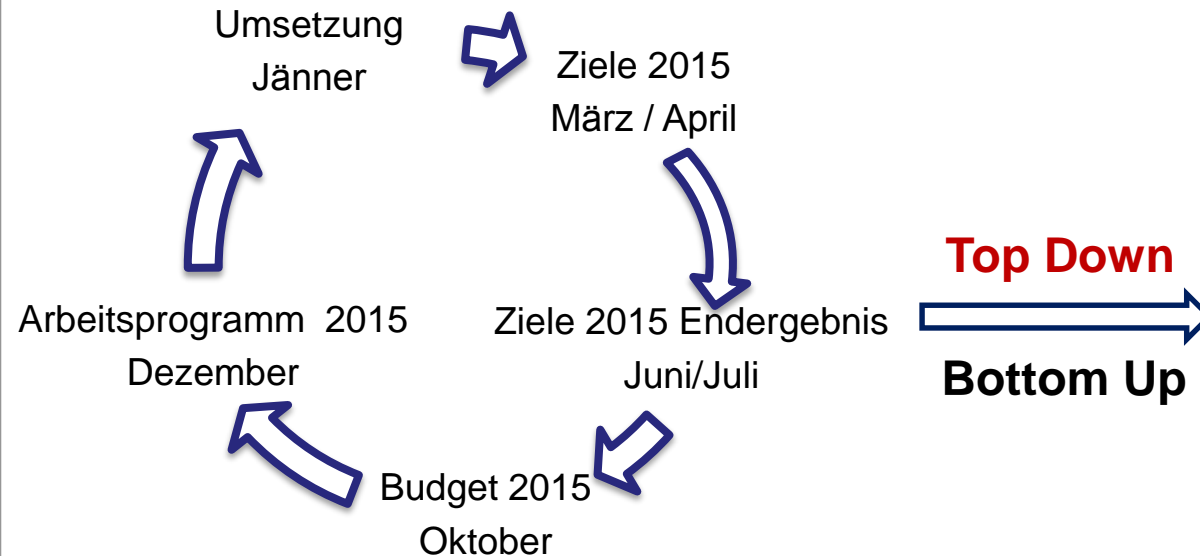 Umsetzung
Jänner
Ziele 2015
März / April
Top Down
Arbeitsprogramm 2015
Dezember
Ziele 2015 Endergebnis
Juni/Juli
Bottom Up
Budget 2015
Oktober